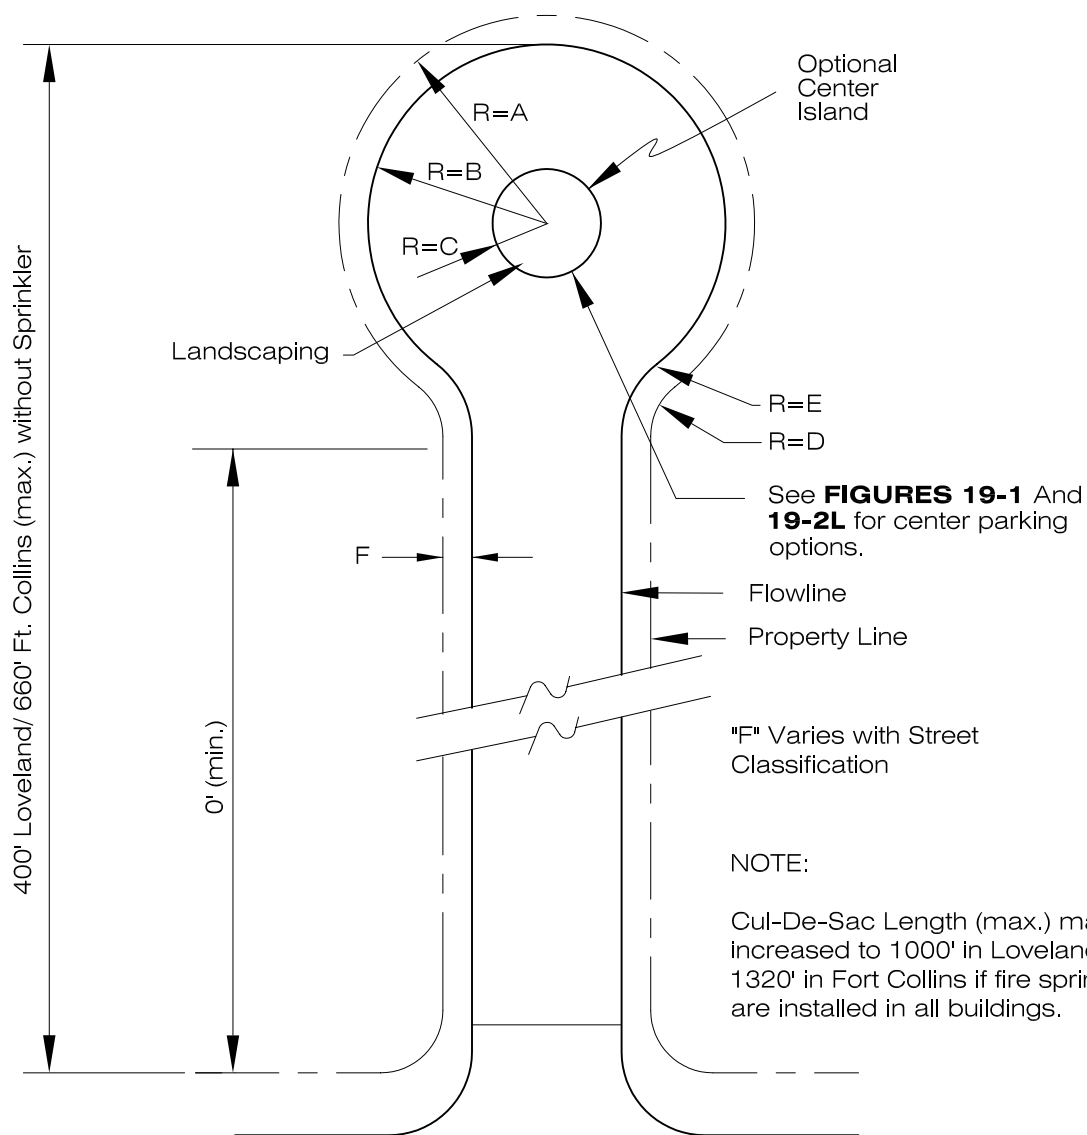 Optional
Center
Island
R=A
R=B
R=C
Landscaping
R=E
R=D
See FIGURES 19-1 And
19-2L for center parking
options.
F
Flowline
Property Line
400' Loveland/ 660' Ft. Collins (max.) without Sprinkler
0' (min.)
"F" Varies with Street
Classification
NOTE:
Cul-De-Sac Length (max.)
increased to 1000' in
1320' in Fort Collins if fire
are installed in all buildings.